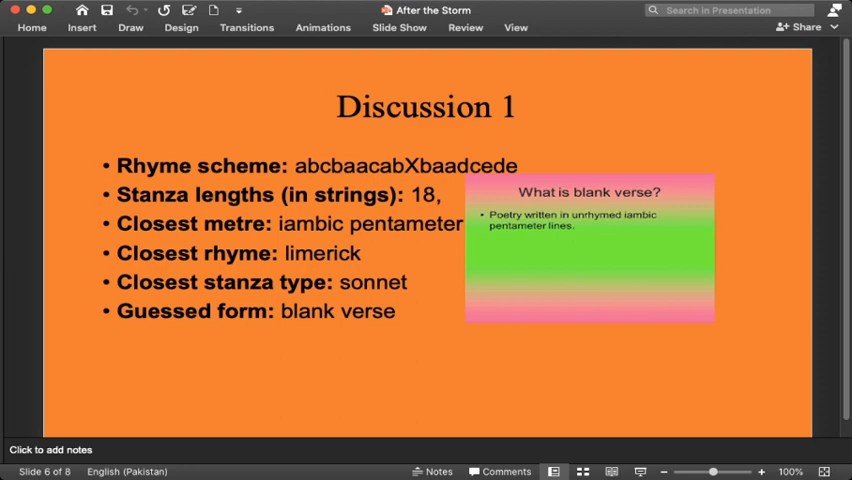 After the Storm
Search in Presentation
Home Insert Draw Design Transitions Animations Slide Show Review View Share
Discussion 1
• Rhyme scheme: abcbaacabXbaadcede
• Stanza lengths (in strings): 18,
• Closest metre: iambic pentameter
• Closest rhyme: limerick
• Closest stanza type: sonnet
• Guessed form: blank verse
What is blank verse?
• Poetry written in unrhymed iambic
pentameter lines.
Click to add notes
Slide 6 of 8 English (Pakistan) Notes Comments 100%